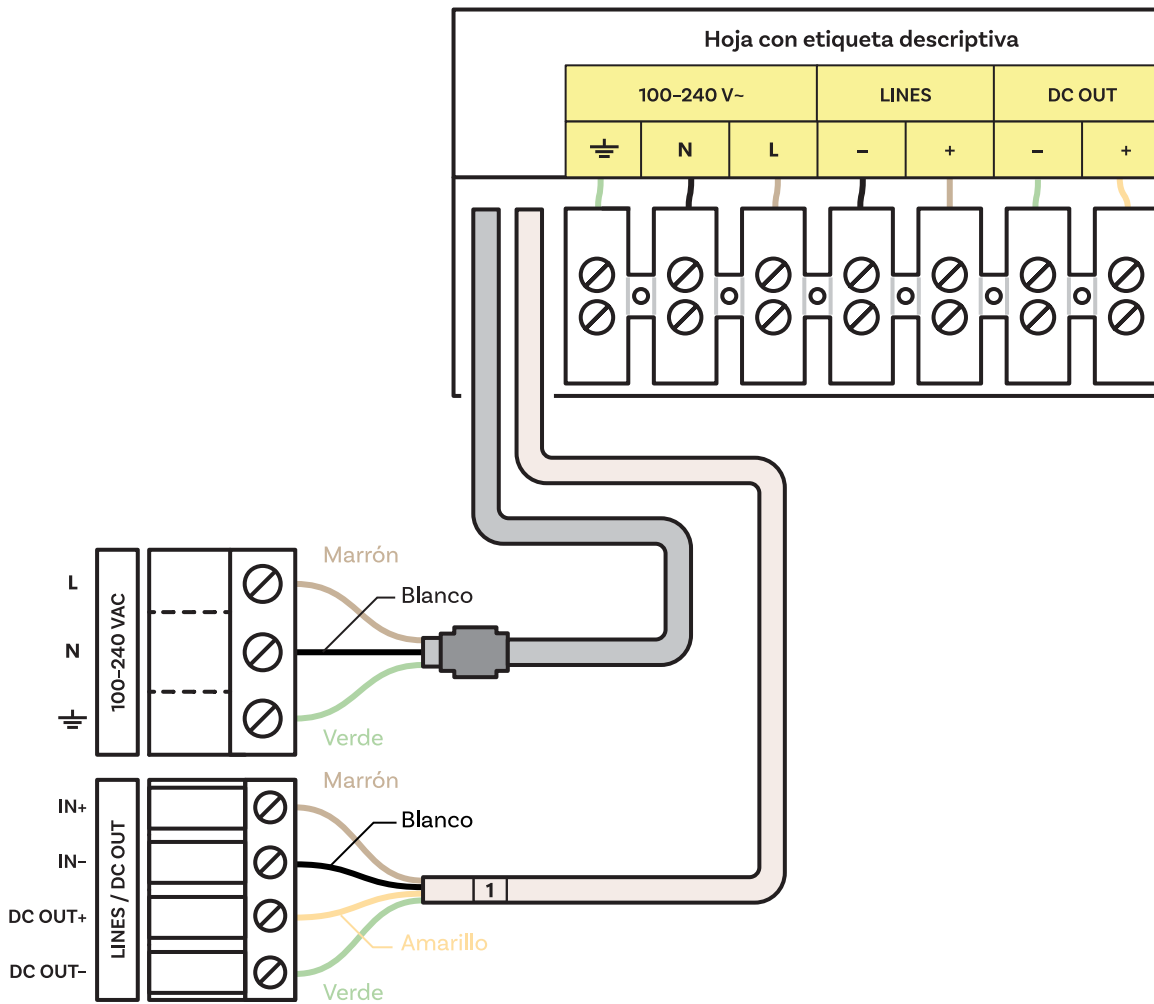 Hoja con etiqueta descriptiva
100–240 V~ LINES DC OUT
N L – + – +
Marrón
L
Blanco
N
100–240 VAC
Verde
Marrón
IN+
Blanco
IN–
LINES / DC OUT
1
DC OUT+
Amarillo
DC OUT–
Verde